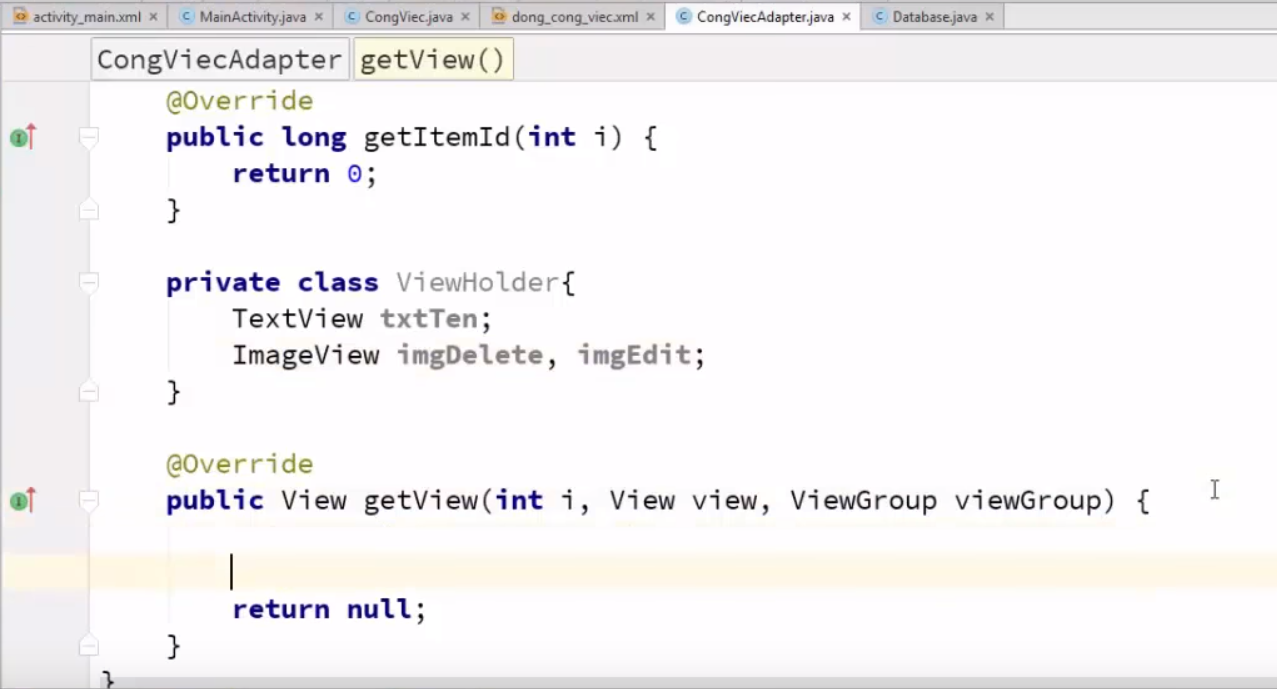 activity_main.xml × MainActivity.java × CongViec.java × dong_cong_viec.xml × CongViecAdapter.java × Database.java ×
CongViecAdapter getView()
@Override
public long getItemId(int i) {
return 0;
}
private class ViewHolder{
TextView txtTen;
ImageView imgDelete, imgEdit;
}
@Override
public View getView(int i, View view, ViewGroup viewGroup) {
return null;
}
}